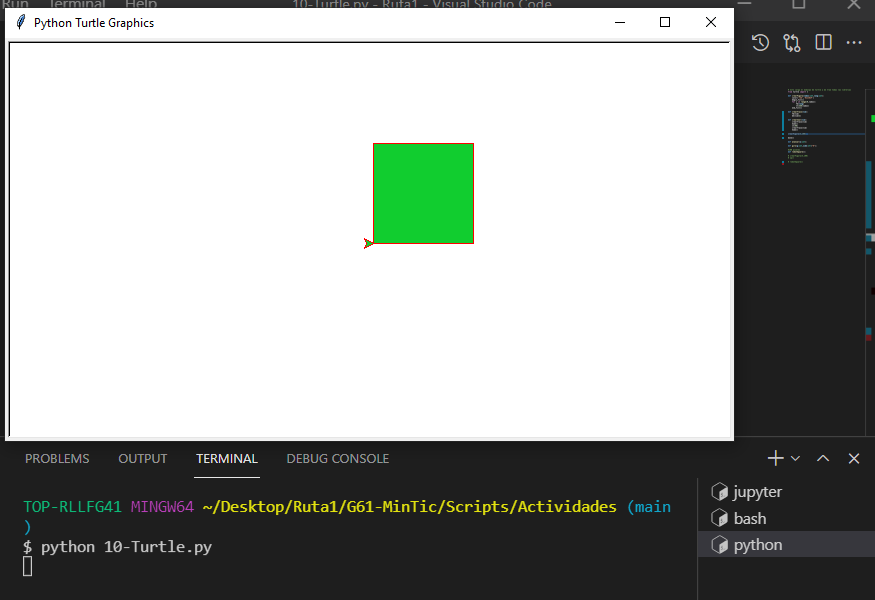 Run Terminal Help 10-Turtle.py - Ruta1 - Visual Studio Code
Python Turtle Graphics
PROBLEMS OUTPUT TERMINAL DEBUG CONSOLE
TOP-RLLFG41 MINGW64 ~/Desktop/Ruta1/G61-MinTic/Scripts/Actividades (main
)
$ python 10-Turtle.py
jupyter
bash
python